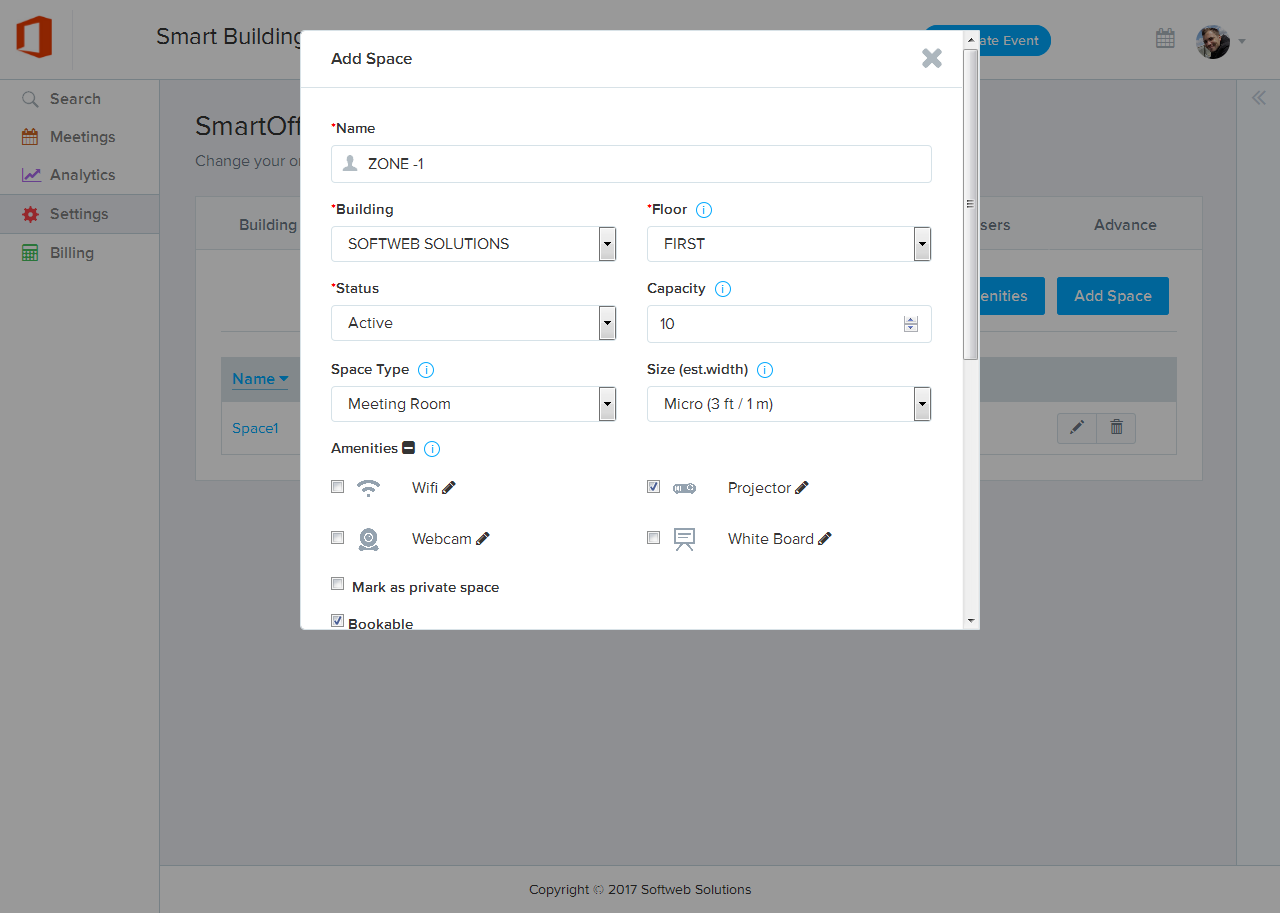 Smart Building
ate Event
Add Space
Search
Meetings
Analytics
Settings
Billing
SmartOff
Change your o
Building
sers
Advance
enities
Add Space
Name
Space1
*Name
ZONE -1
*Building
*Floor
SOFTWEB SOLUTIONS
FIRST
*Status
Capacity
Active
10
Space Type
Size (est.width)
Meeting Room
Micro (3 ft / 1 m)
Amenities
Wifi
Projector
Webcam
White Board
Mark as private space
Bookable
Copyright © 2017 Softweb Solutions